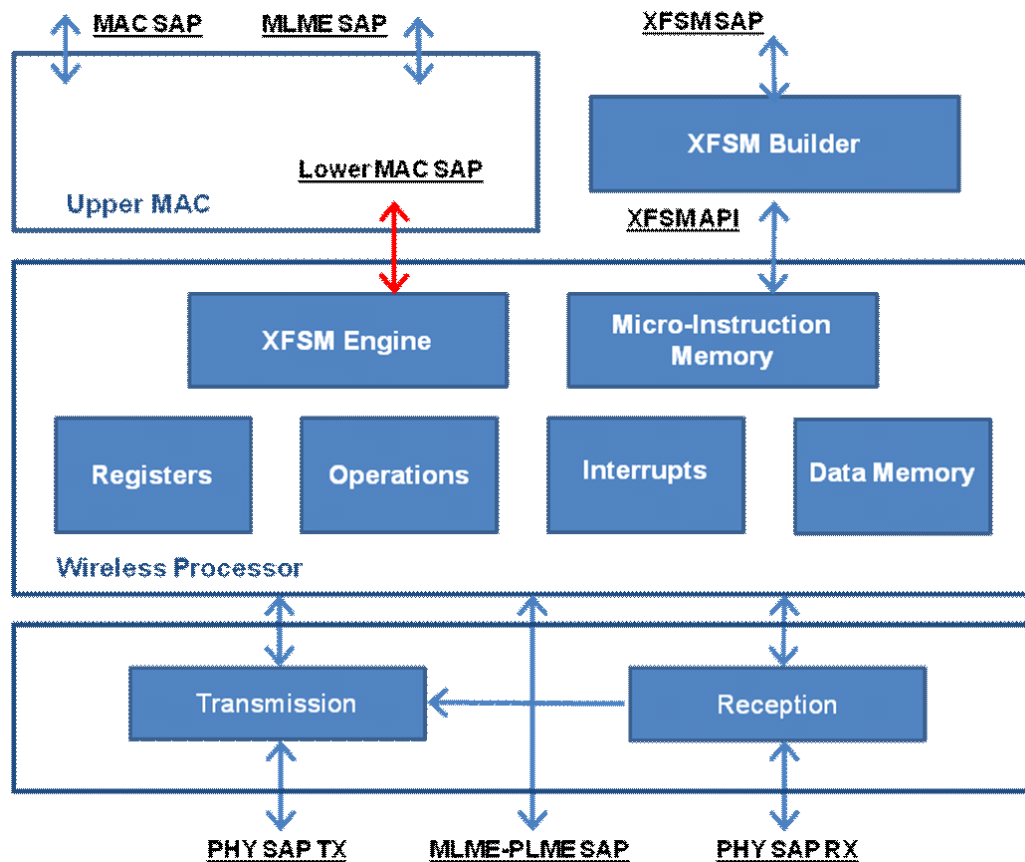 MAC SAP
MLME SAP
XFSM SAP
XFSM Builder
Lower MAC SAP
Upper MAC
XFSM API
XFSM Engine
Micro-Instruction
Memory
Registers
Operations
Interrupts
Data Memory
Wireless Processor
Transmission
Reception
PHY SAP TX
MLME-PLME SAP
PHY SAP RX